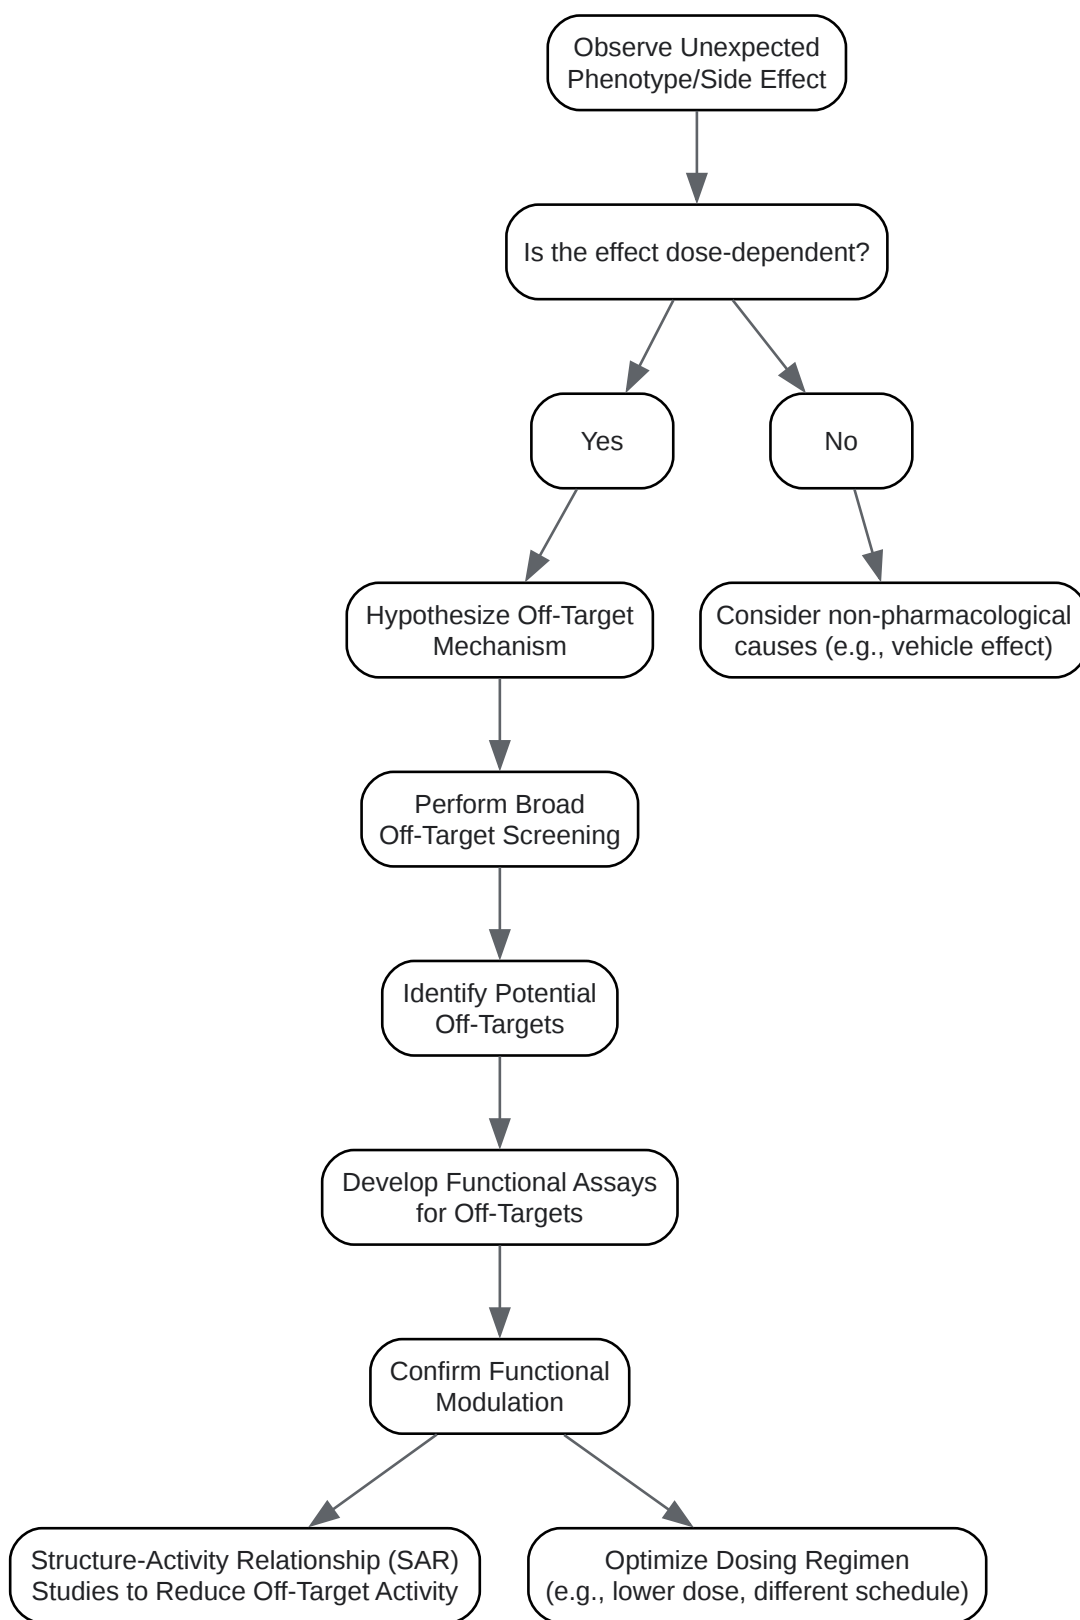 Observe Unexpected
Phenotype/Side Effect
Is the effect dose-dependent?
Yes
No
Hypothesize Off-Target
Mechanism
Consider non-pharmacological
causes (e.g., vehicle effect)
Perform Broad
Off-Target Screening
Identify Potential
Off-Targets
Develop Functional Assays
for Off-Targets
Confirm Functional
Modulation
Structure-Activity Relationship (SAR)
Studies to Reduce Off-Target Activity
Optimize Dosing Regimen
(e.g., lower dose, different schedule)